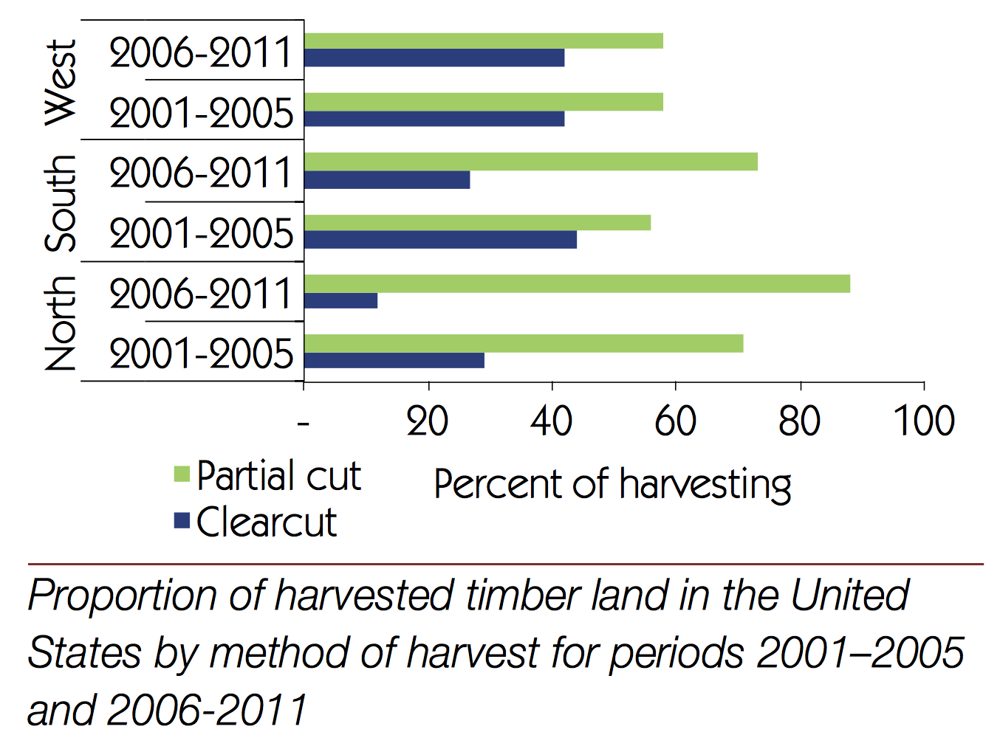 West
2006-2011
2001-2005
South
2006-2011
2001-2005
North
2006-2011
2001-2005
- 20 40 60 80 100
Partial cut
Percent of harvesting
Clearcut
Proportion of harvested timber land in the United
States by method of harvest for periods 2001–2005
and 2006-2011